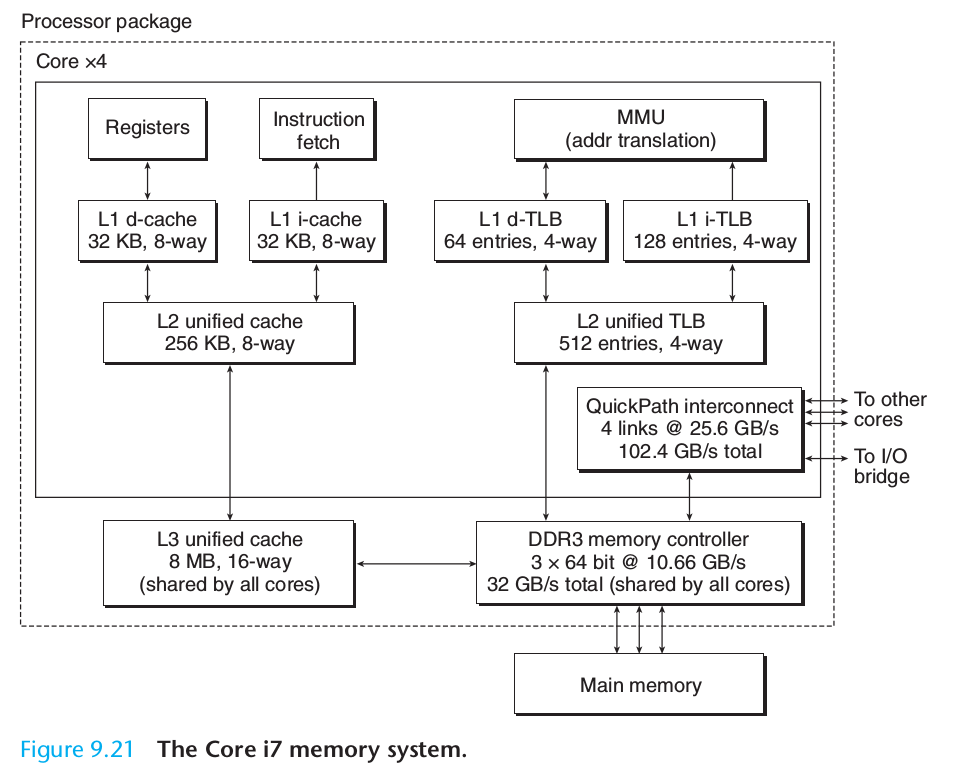 Processor package
Core ×4
Registers
Instruction
fetch
MMU
(addr translation)
L1 d-cache
32 KB, 8-way
L1 i-cache
32 KB, 8-way
L1 d-TLB
64 entries, 4-way
L1 i-TLB
128 entries, 4-way
L2 unified cache
256 KB, 8-way
L2 unified TLB
512 entries, 4-way
QuickPath interconnect
4 links @ 25.6 GB/s
102.4 GB/s total
To other
cores
To I/O
bridge
L3 unified cache
8 MB, 16-way
(shared by all cores)
DDR3 memory controller
3 × 64 bit @ 10.66 GB/s
32 GB/s total (shared by all cores)
Main memory
Figure 9.21 The Core i7 memory system.